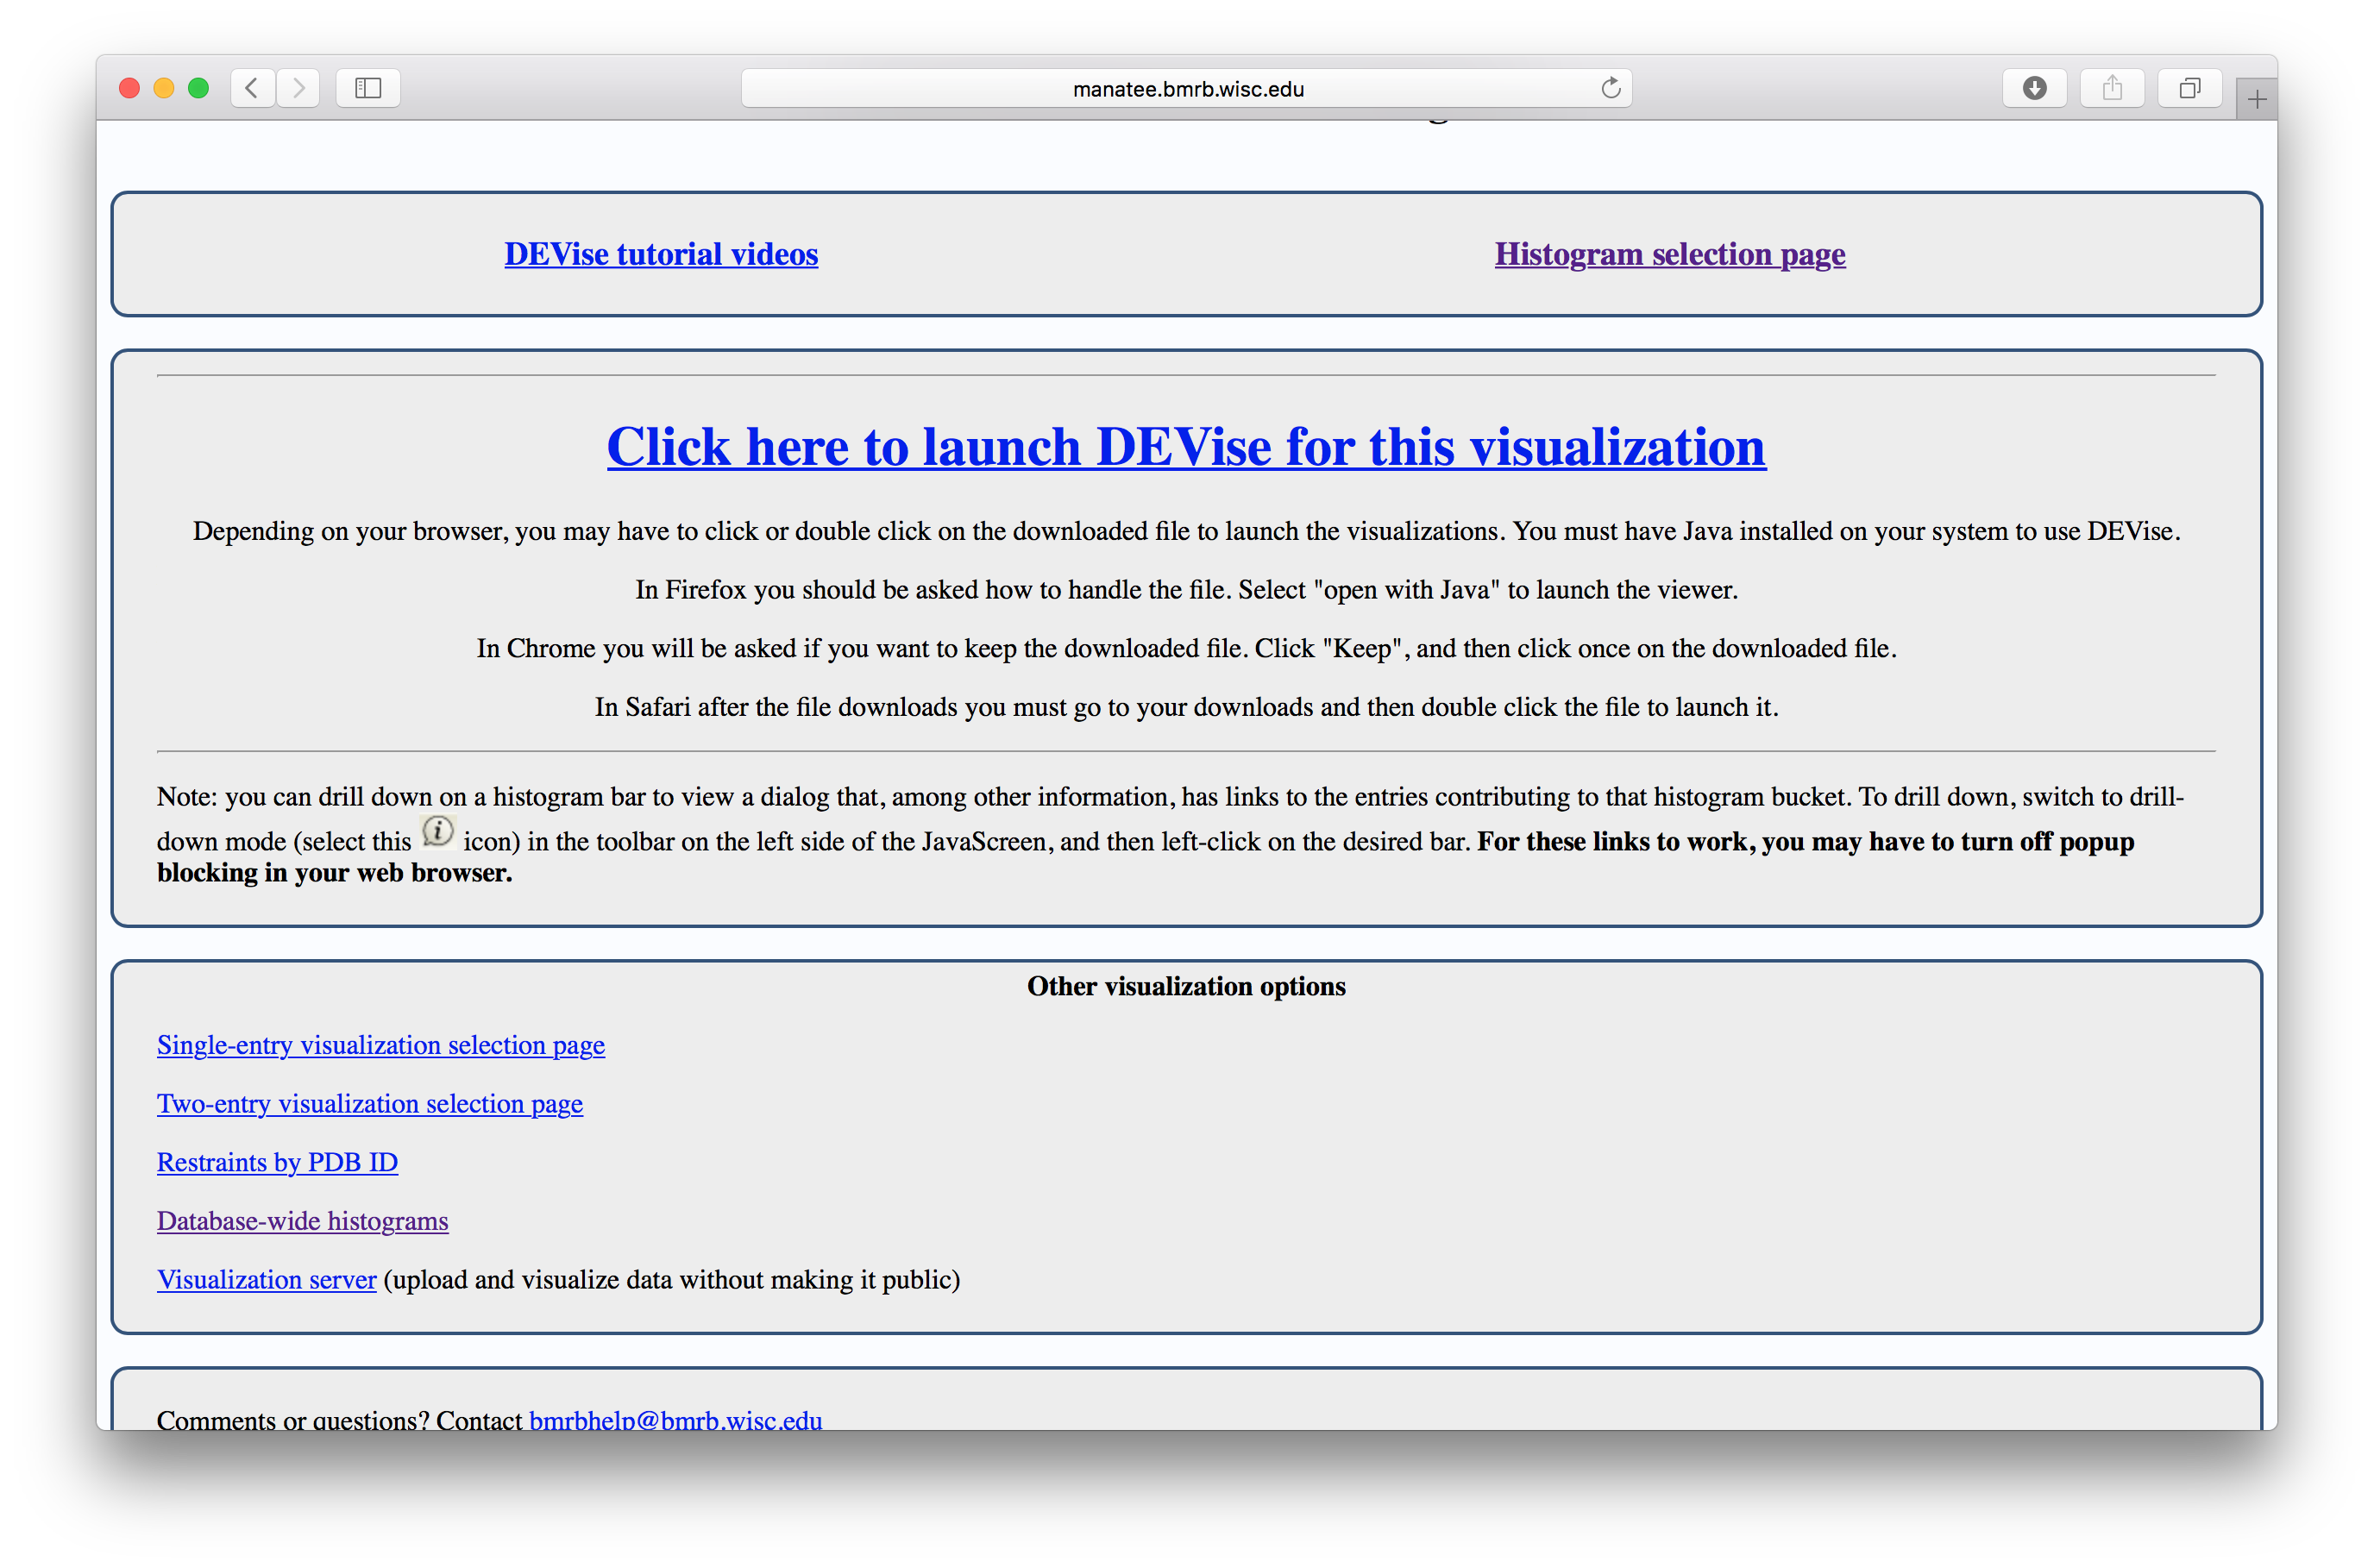 manatee.bmrb.wisc.edu
DEVise tutorial videos
Histogram selection page
Click here to launch DEVise for this visualization
Depending on your browser, you may have to click or double click on the downloaded file to launch the visualizations. You must have Java installed on your system to use DEVise.
In Firefox you should be asked how to handle the file. Select "open with Java" to launch the viewer.
In Chrome you will be asked if you want to keep the downloaded file. Click "Keep", and then click once on the downloaded file.
In Safari after the file downloads you must go to your downloads and then double click the file to launch it.
Note: you can drill down on a histogram bar to view a dialog that, among other information, has links to the entries contributing to that histogram bucket. To drill down, switch to drill-
down mode (select this i icon) in the toolbar on the left side of the JavaScreen, and then left-click on the desired bar. For these links to work, you may have to turn off popup
blocking in your web browser.
Other visualization options
Single-entry visualization selection page
Two-entry visualization selection page
Restraints by PDB ID
Database-wide histograms
Visualization server (upload and visualize data without making it public)
Comments or questions? Contact bmrbhelp@bmrb.wisc.edu